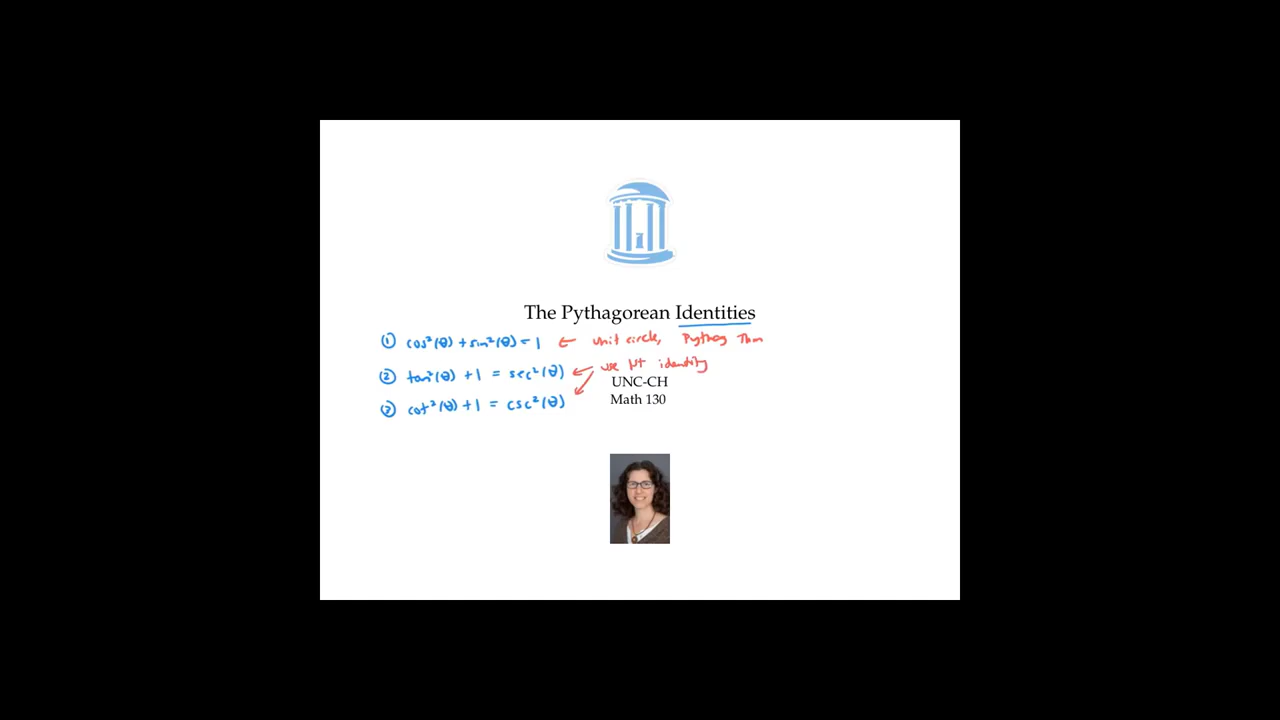 The Pythagorean Identities
① cos²(θ) + sin²(θ) = 1 ← unit circle, Pythag Thm
② tan²(θ) + 1 = sec²(θ) ← use 1st identity
③ cot²(θ) + 1 = csc²(θ)
UNC-CH
Math 130